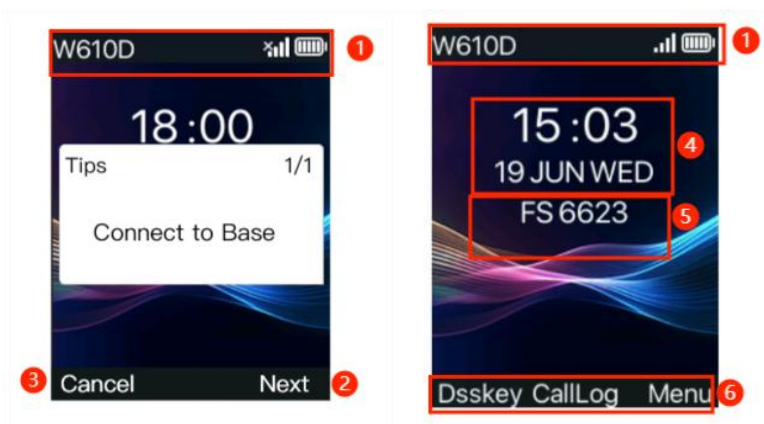 W610D
1
18:00
Tips 1/1
Connect to Base
3 Cancel Next 2
W610D
1
15:03
4
19 JUN WED
FS 6623
5
Dsskey CallLog Menu 6